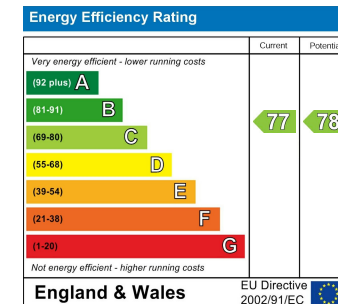 Energy Efficiency Rating
Current Potentia
Very energy efficient - lower running costs
(92 plus) A
(81-91) B
(69-80) C
77 78
(55-68) D
(39-54) E
(21-38) F
(1-20) G
Not energy efficient - higher running costs
England & Wales
EU Directive
2002/91/EC